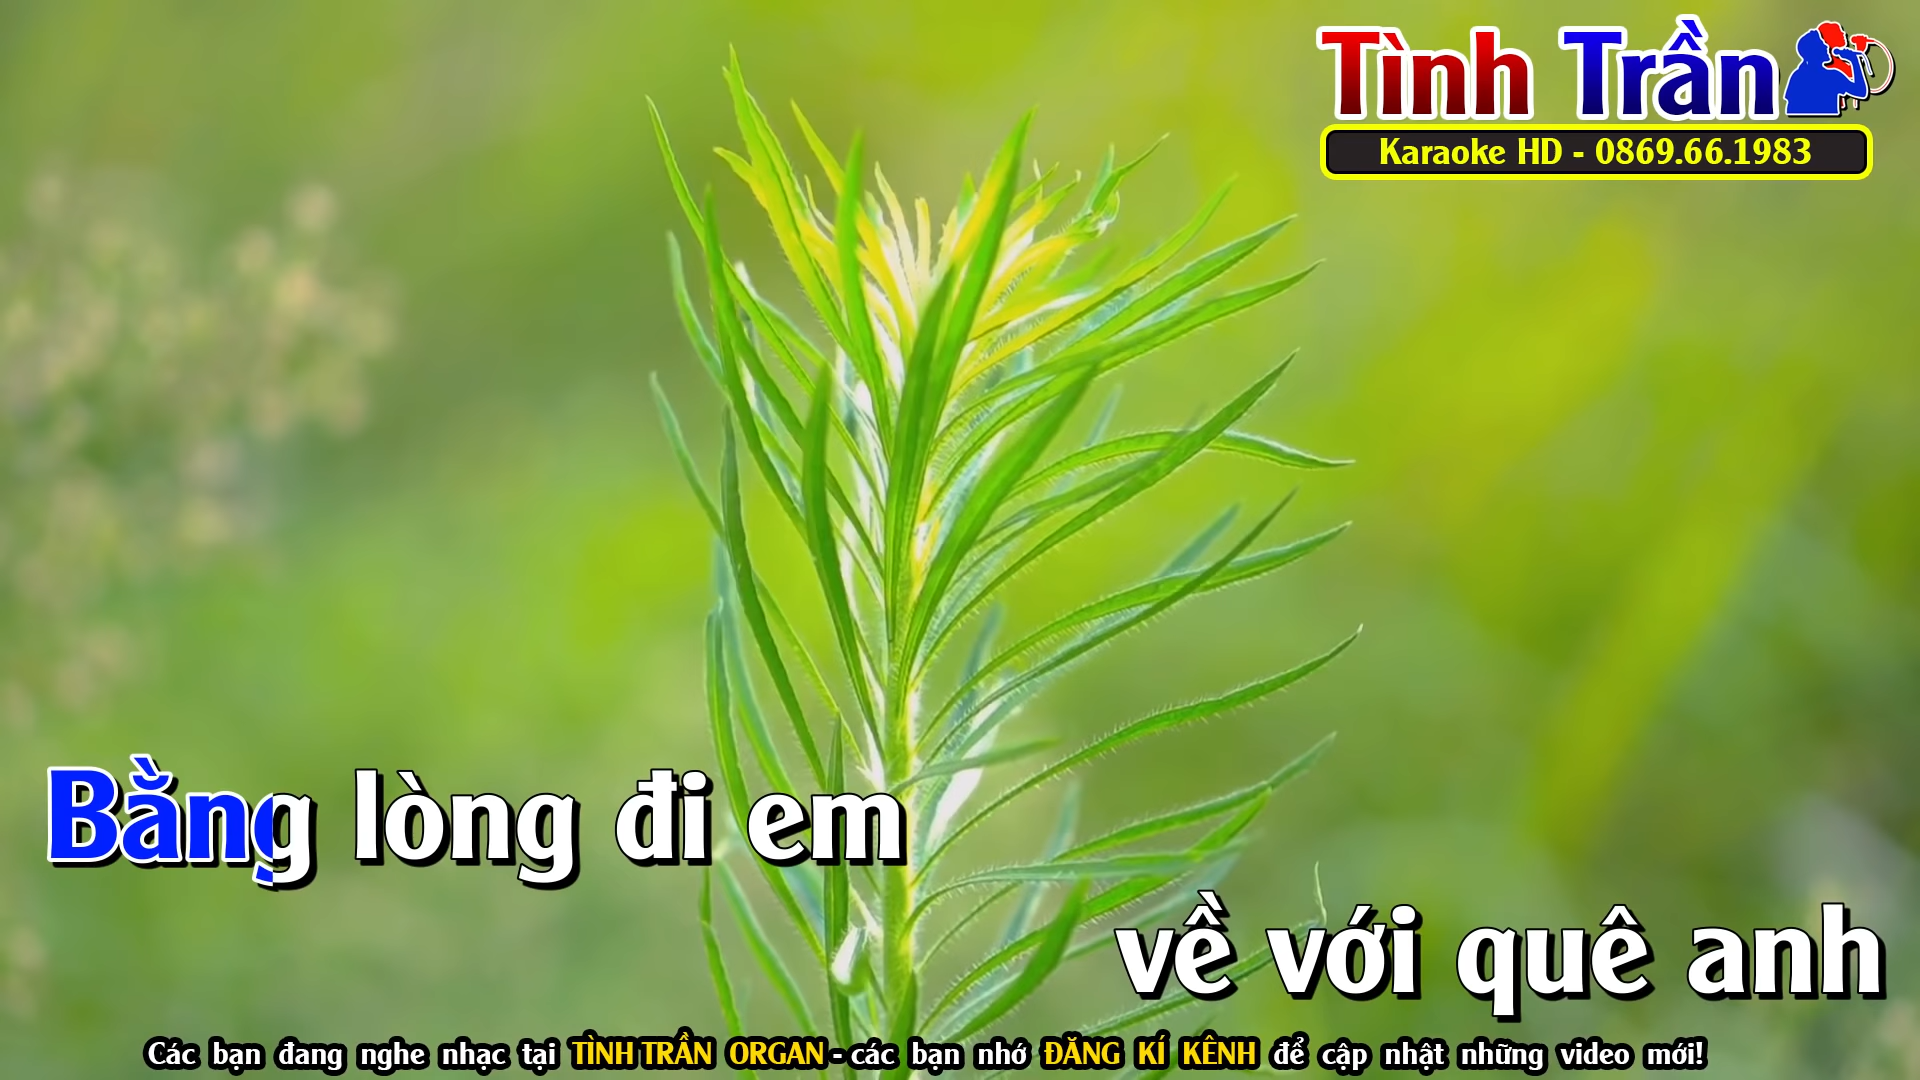 Tình Trần
Karaoke HD - 0869.66.1983
Bằng lòng đi em
về với quê anh
Các bạn đang nghe nhạc tại TÌNH TRẦN ORGAN - các bạn nhớ ĐĂNG KÍ KÊNH để cập nhật những video mới!